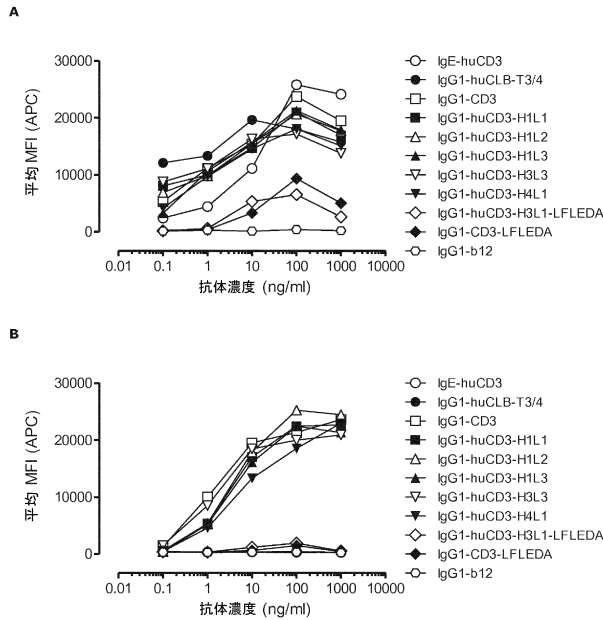 A
30000
20000
10000
0
平均 MFI (APC)
0.01 0.1 1 10 100 1000 10000
抗体濃度 (ng/ml)
IgE-huCD3
IgG1-huCLB-T3/4
IgG1-CD3
IgG1-huCD3-H1L1
IgG1-huCD3-H1L2
IgG1-huCD3-H1L3
IgG1-huCD3-H3L3
IgG1-huCD3-H4L1
IgG1-huCD3-H3L1-LFLEDA
IgG1-CD3-LFLEDA
IgG1-b12
B
30000
20000
10000
0
平均 MFI (APC)
0.01 0.1 1 10 100 1000 10000
抗体濃度 (ng/ml)
IgE-huCD3
IgG1-huCLB-T3/4
IgG1-CD3
IgG1-huCD3-H1L1
IgG1-huCD3-H1L2
IgG1-huCD3-H1L3
IgG1-huCD3-H3L3
IgG1-huCD3-H4L1
IgG1-huCD3-H3L1-LFLEDA
IgG1-CD3-LFLEDA
IgG1-b12